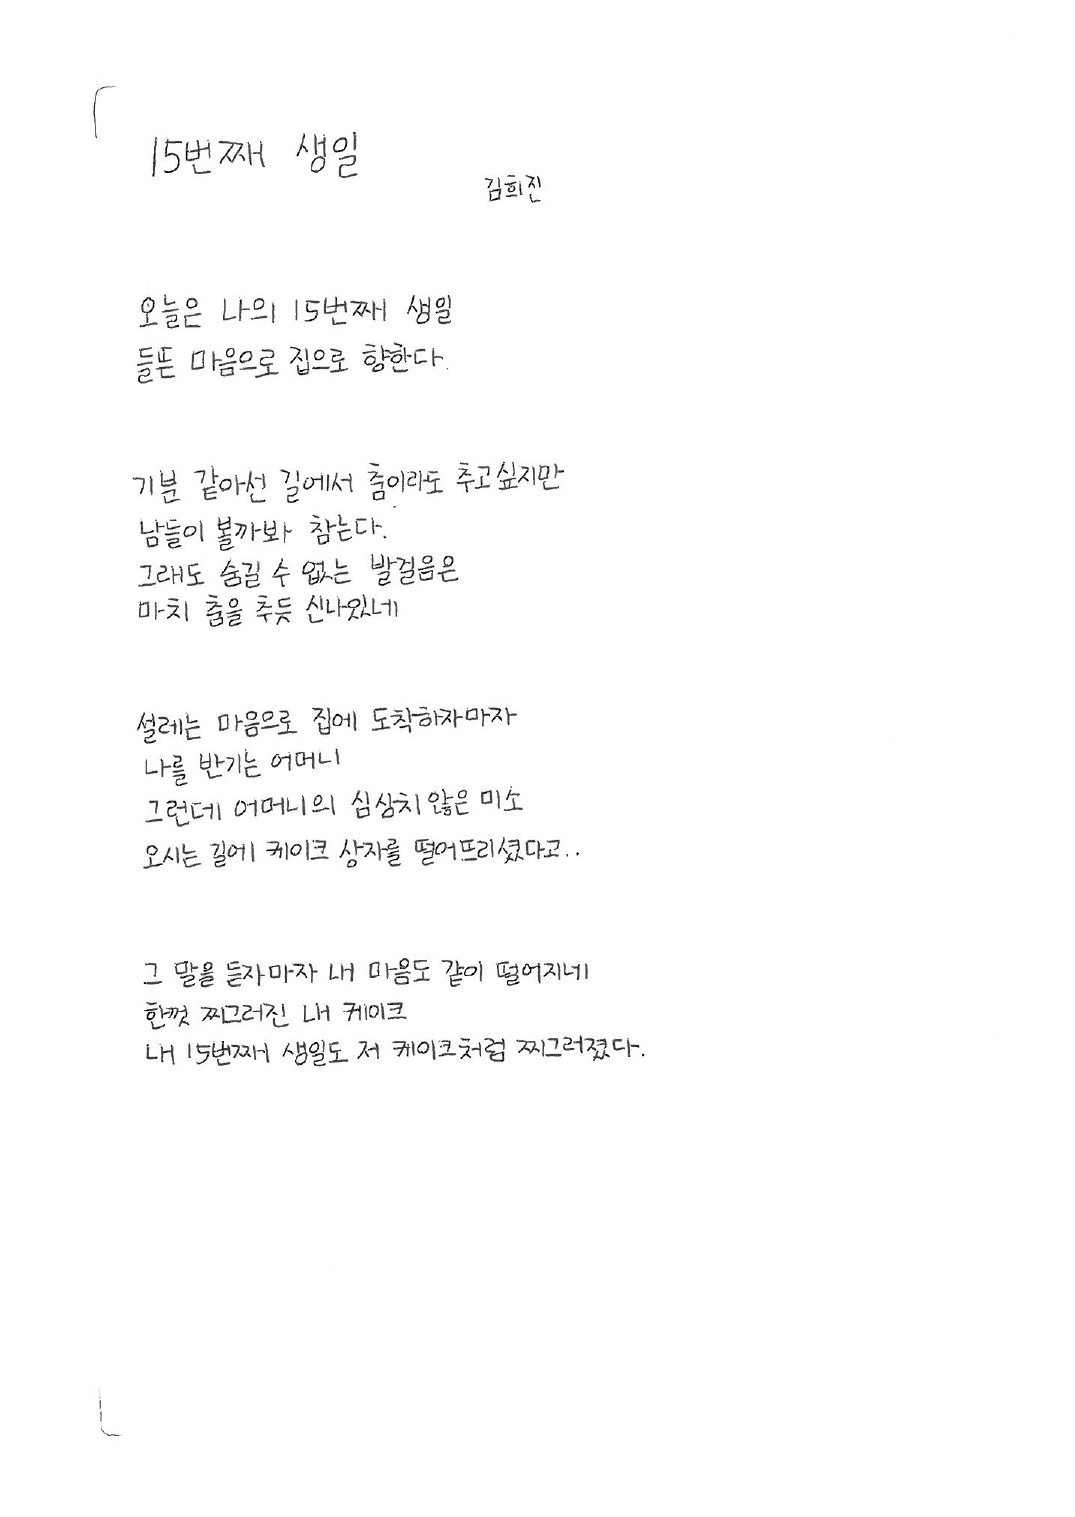 15번째 생일
김희진
오늘은 나의 15번째 생일
들뜬 마음으로 집으로 향한다.
기분 같아선 길에서 춤이라도 추고싶지만
남들이 볼까봐 참는다.
그래도 숨길 수 없는 발걸음은
마치 춤을 추듯 신나있네
설레는 마음으로 집에 도착하자마자
나를 반기는 어머니
그런데 어머니의 심상치 않은 미소
오시는 길에 케이크 상자를 떨어뜨리셨다고..
그 말을 듣자마자 내 마음도 같이 떨어지네
한껏 찌그러진 내 케이크
내 15번째 생일도 저 케이크처럼 찌그러졌다.